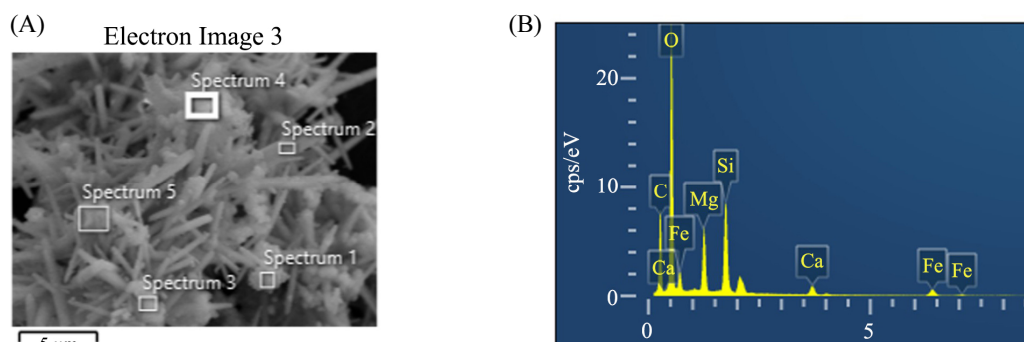 (A)
Electron Image 3
Spectrum 4
Spectrum 2
Spectrum 5
Spectrum 1
Spectrum 3
(B)
cps/eV
20
10
0
O
Si
C
Mg
Fe
Ca
Ca
Fe
Fe
0
5